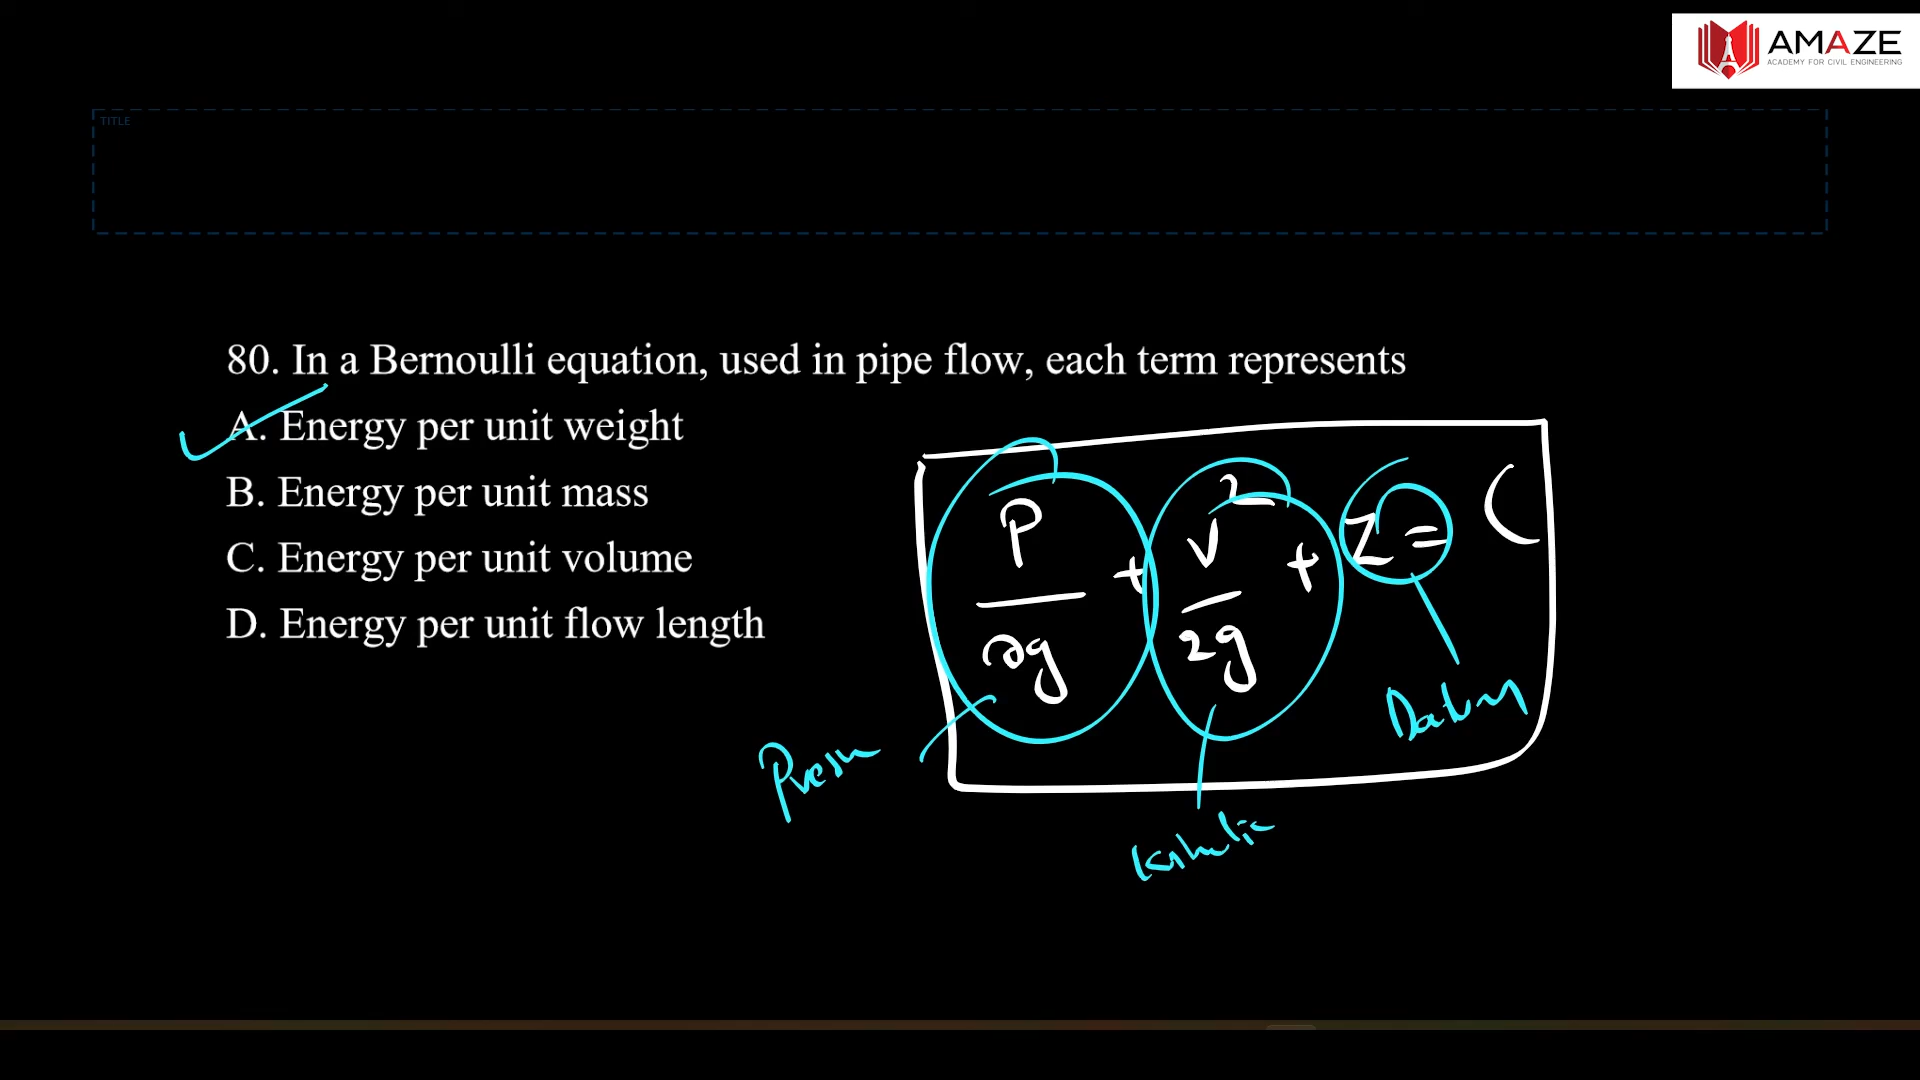 AMAZE
ACADEMY FOR CIVIL ENGINEERING
TITLE
80. In a Bernoulli equation, used in pipe flow, each term represents
A. Energy per unit weight
B. Energy per unit mass
C. Energy per unit volume
D. Energy per unit flow length
P/ρg + V²/2g + Z = C